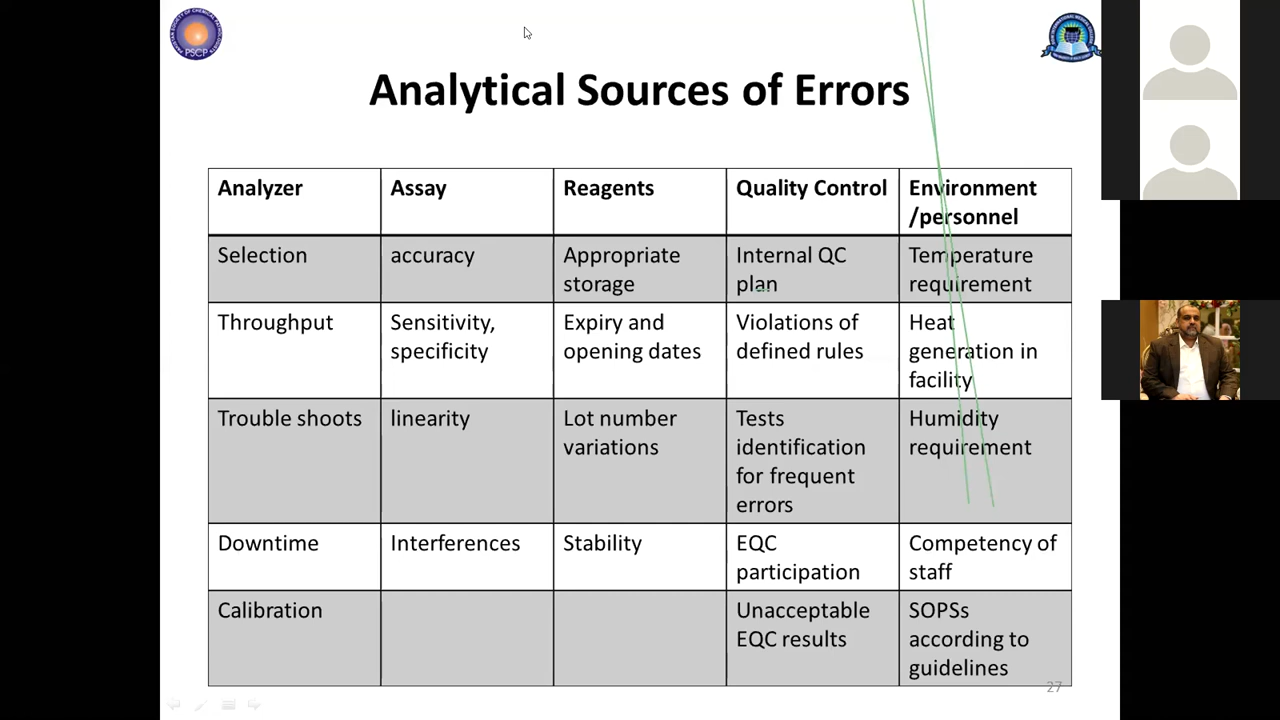 PSCP
Analytical Sources of Errors
Analyzer
Assay
Reagents
Quality Control
Environment
/personnel
Selection
accuracy
Appropriate
storage
Internal QC
plan
Temperature
requirement
Throughput
Sensitivity,
specificity
Expiry and
opening dates
Violations of
defined rules
Heat
generation in
facility
Trouble shoots
linearity
Lot number
variations
Tests
identification
for frequent
errors
Humidity
requirement
Downtime
Interferences
Stability
EQC
participation
Competency of
staff
Calibration
Unacceptable
EQC results
SOPSs
according to
guidelines
27